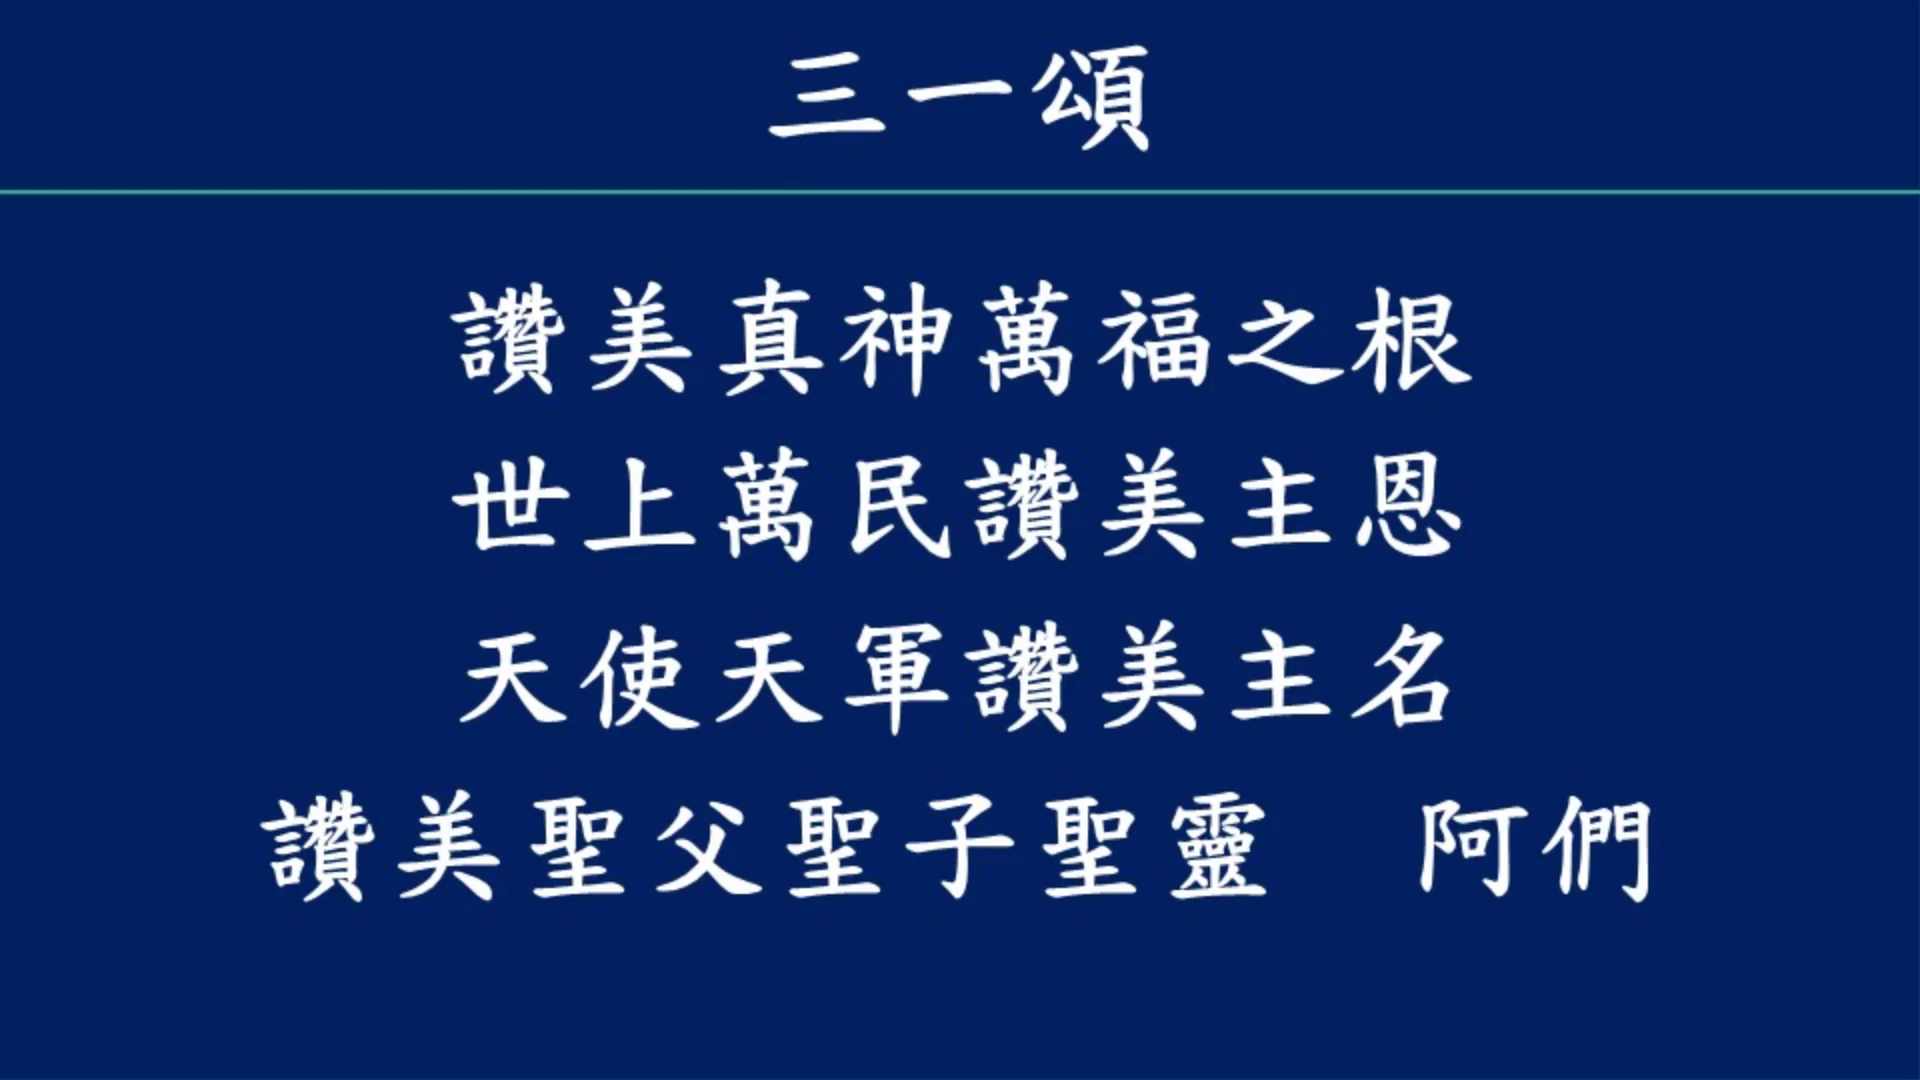 三一頌
讚美真神萬福之根
世上萬民讚美主恩
天使天軍讚美主名
讚美聖父聖子聖靈　阿們